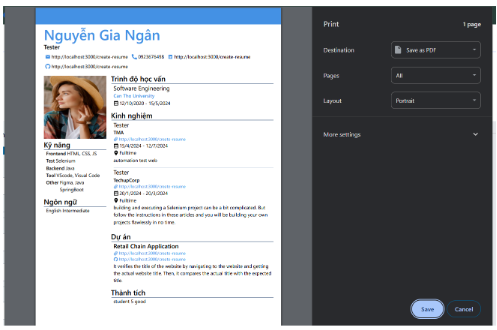 Nguyễn Gia Ngân
Tester
http://localhost:3000/create-resume 0923678498 http://localhost:3000/create-resume
http://localhost:3000/create-resume
Trình độ học vấn
Software Engineering
Can Tho University
12/10/2020 - 15/5/2024
Kinh nghiệm
Tester
TMA
http://localhost:3000/create-resume
15/4/2024 - 12/7/2024
fulltime
automation test web
Tester
TechupCorp
http://localhost:3000/create-resume
20/1/2024 - 20/5/2024
fulltime
building and executing a Selenium project can be a bit complicated. But
follow the instructions in these articles and you will be building your own
projects flawlessly in no time.
Dự án
Retail Chain Application
http://localhost:3000/create-resume
http://localhost:3000/create-resume
It verifies the title of the website by navigating to the website and getting
the actual website title. Then, it compares the actual title with the expected
title.
Thành tích
student 5 good
Kỹ năng
Frontend HTML, CSS, JS
Test Selenium
Backend Java
Tool VScode, Visual Code
Other Figma, Java
SpringBoot
Ngôn ngữ
English Intermediate
Print 1 page
Destination Save as PDF
Pages All
Layout Portrait
More settings
Save Cancel